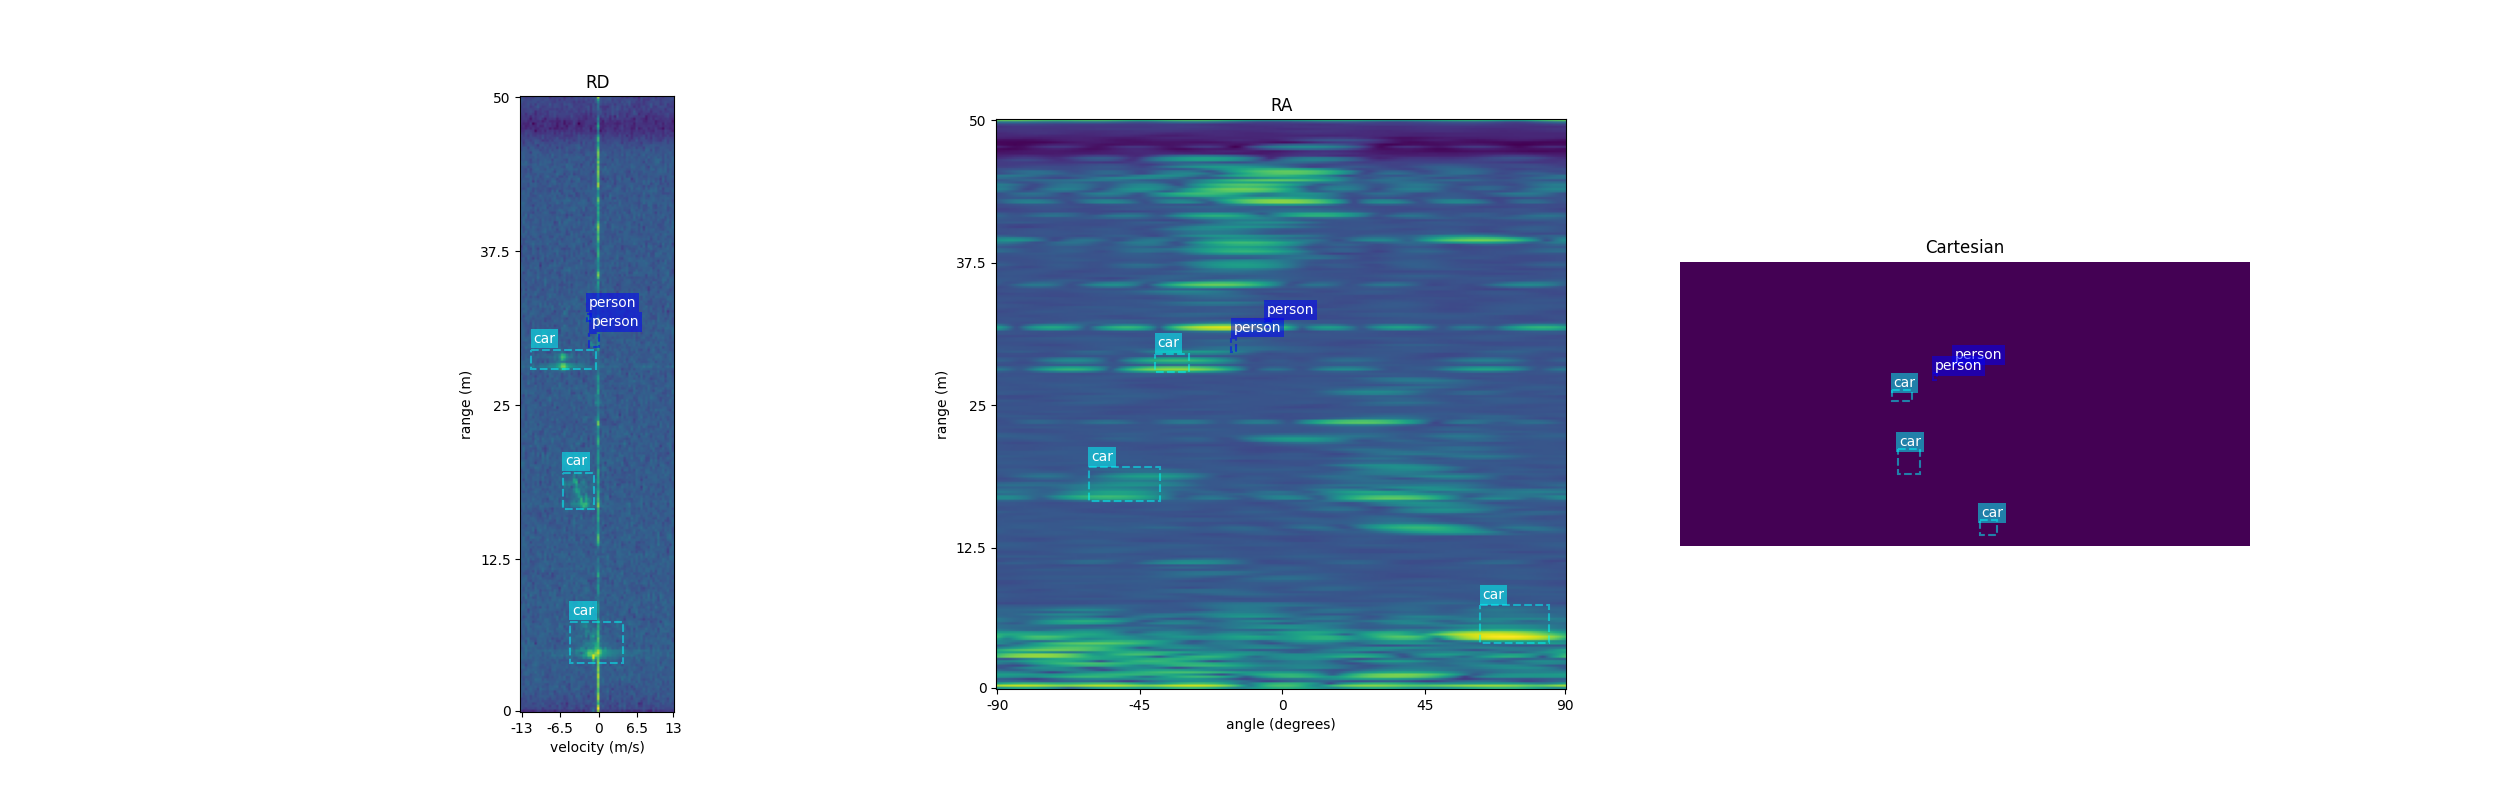 RD
50
37.5
25
12.5
0
range (m)
person
person
car
car
car
-13
-6.5
0
6.5
13
velocity (m/s)
RA
50
37.5
25
12.5
0
range (m)
person
person
car
car
car
-90
-45
0
45
90
angle (degrees)
Cartesian
person
person
car
car
car